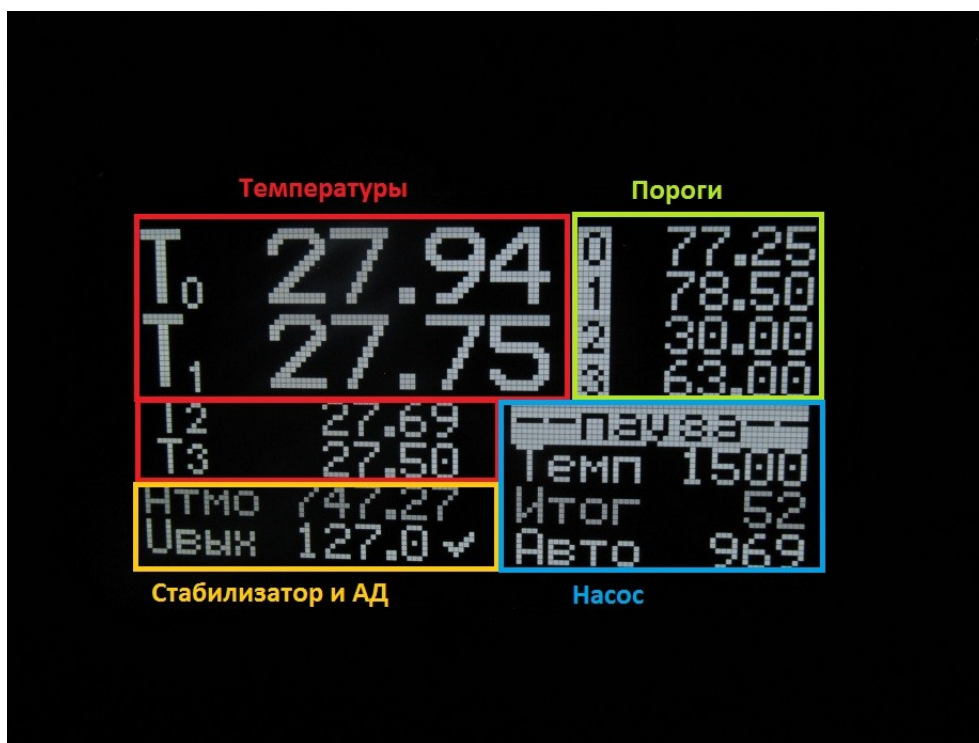 Температуры
Пороги
T0 27.94
T1 27.75
0 77.25
1 78.50
2 30.00
3 63.00
T2 27.69
T3 27.50
Атмо 747.27
Uвых 127.0 ✓
пауза
Темп 1500
Итог 52
Авто 969
Стабилизатор и АД
Насос